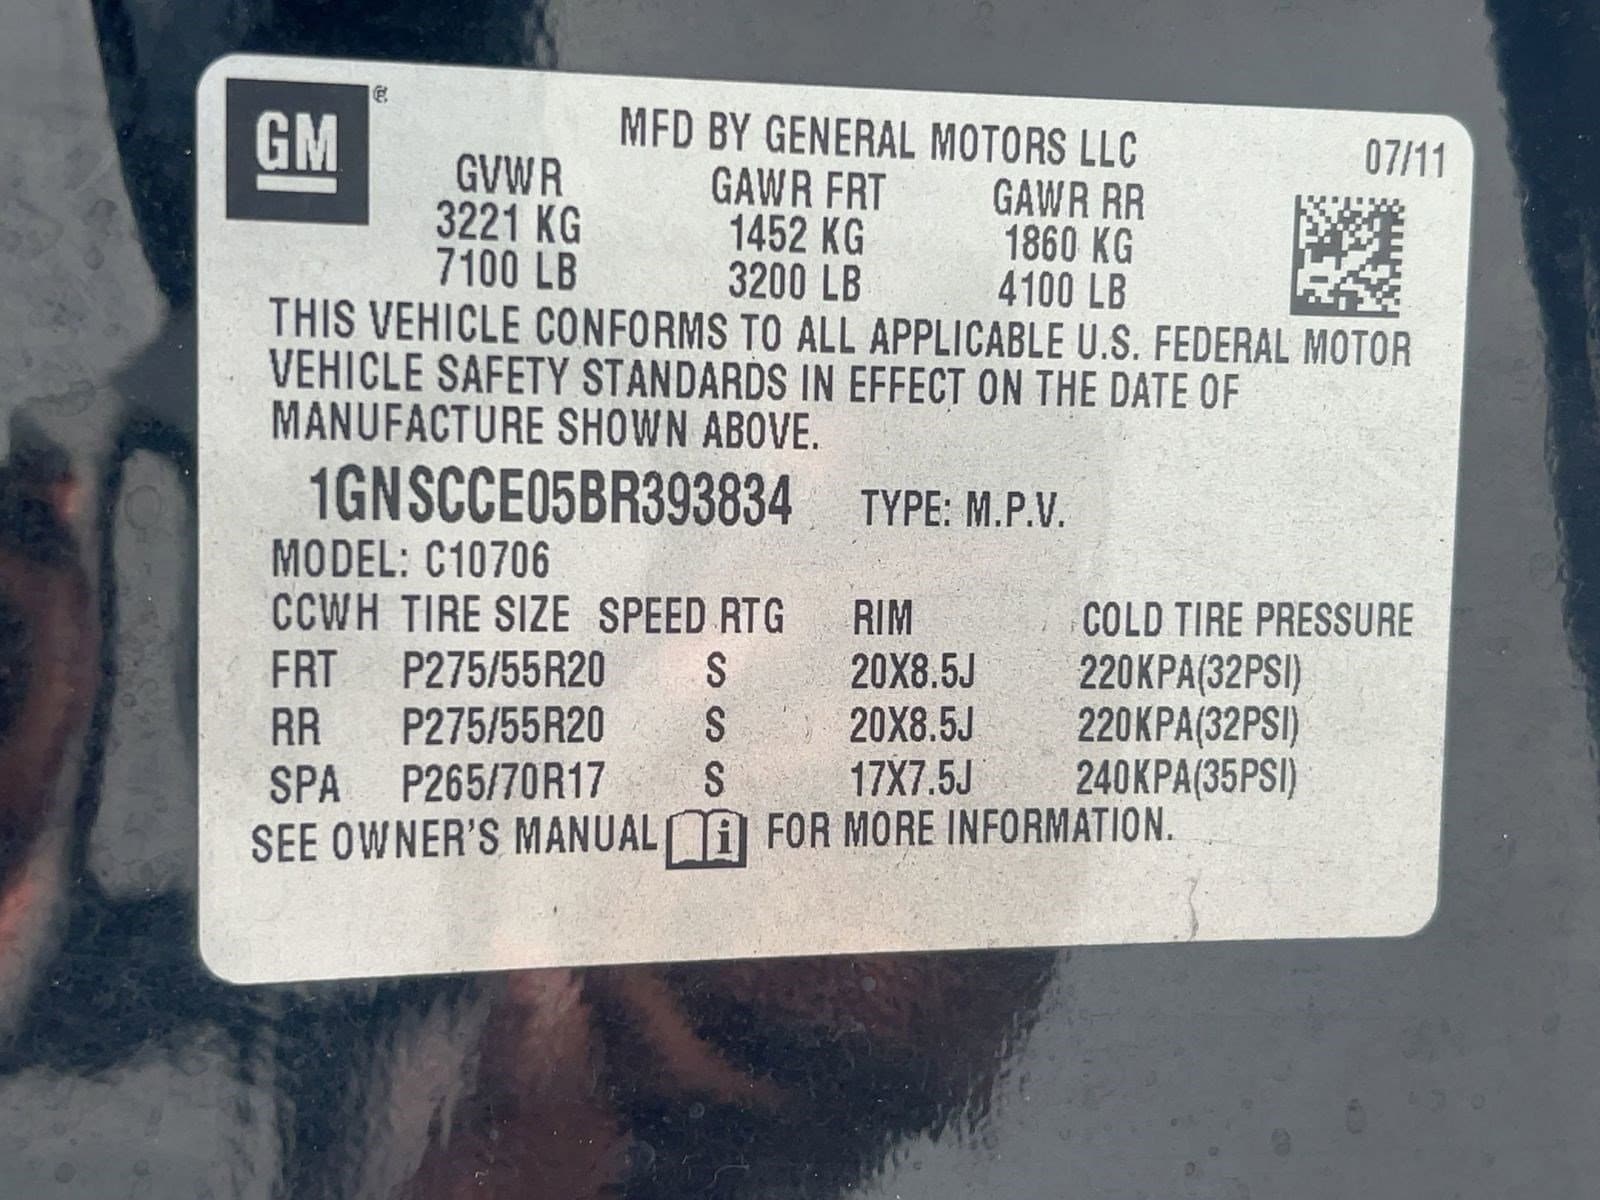 GM ®
MFD BY GENERAL MOTORS LLC 07/11
GVWR GAWR FRT GAWR RR
3221 KG 1452 KG 1860 KG
7100 LB 3200 LB 4100 LB
THIS VEHICLE CONFORMS TO ALL APPLICABLE U.S. FEDERAL MOTOR
VEHICLE SAFETY STANDARDS IN EFFECT ON THE DATE OF
MANUFACTURE SHOWN ABOVE.
1GNSCCE05BR393834 TYPE: M.P.V.
MODEL: C10706
CCWH TIRE SIZE SPEED RTG RIM COLD TIRE PRESSURE
FRT P275/55R20 S 20X8.5J 220KPA(32PSI)
RR P275/55R20 S 20X8.5J 220KPA(32PSI)
SPA P265/70R17 S 17X7.5J 240KPA(35PSI)
SEE OWNER'S MANUAL i FOR MORE INFORMATION.